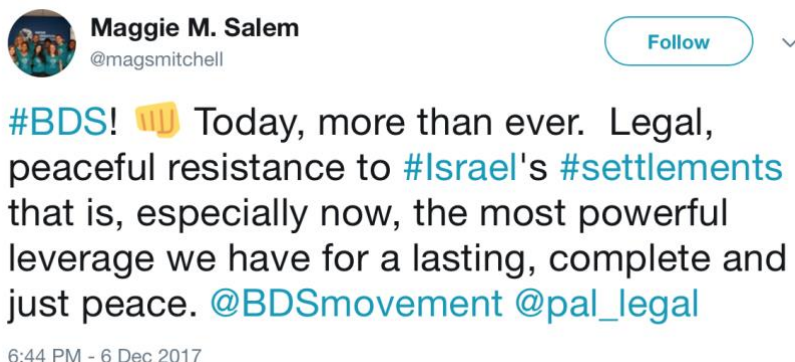 Maggie M. Salem
@magsmitchell
Follow
#BDS! 👊 Today, more than ever. Legal,
peaceful resistance to #Israel's #settlements
that is, especially now, the most powerful
leverage we have for a lasting, complete and
just peace. @BDSmovement @pal_legal
6:44 PM - 6 Dec 2017